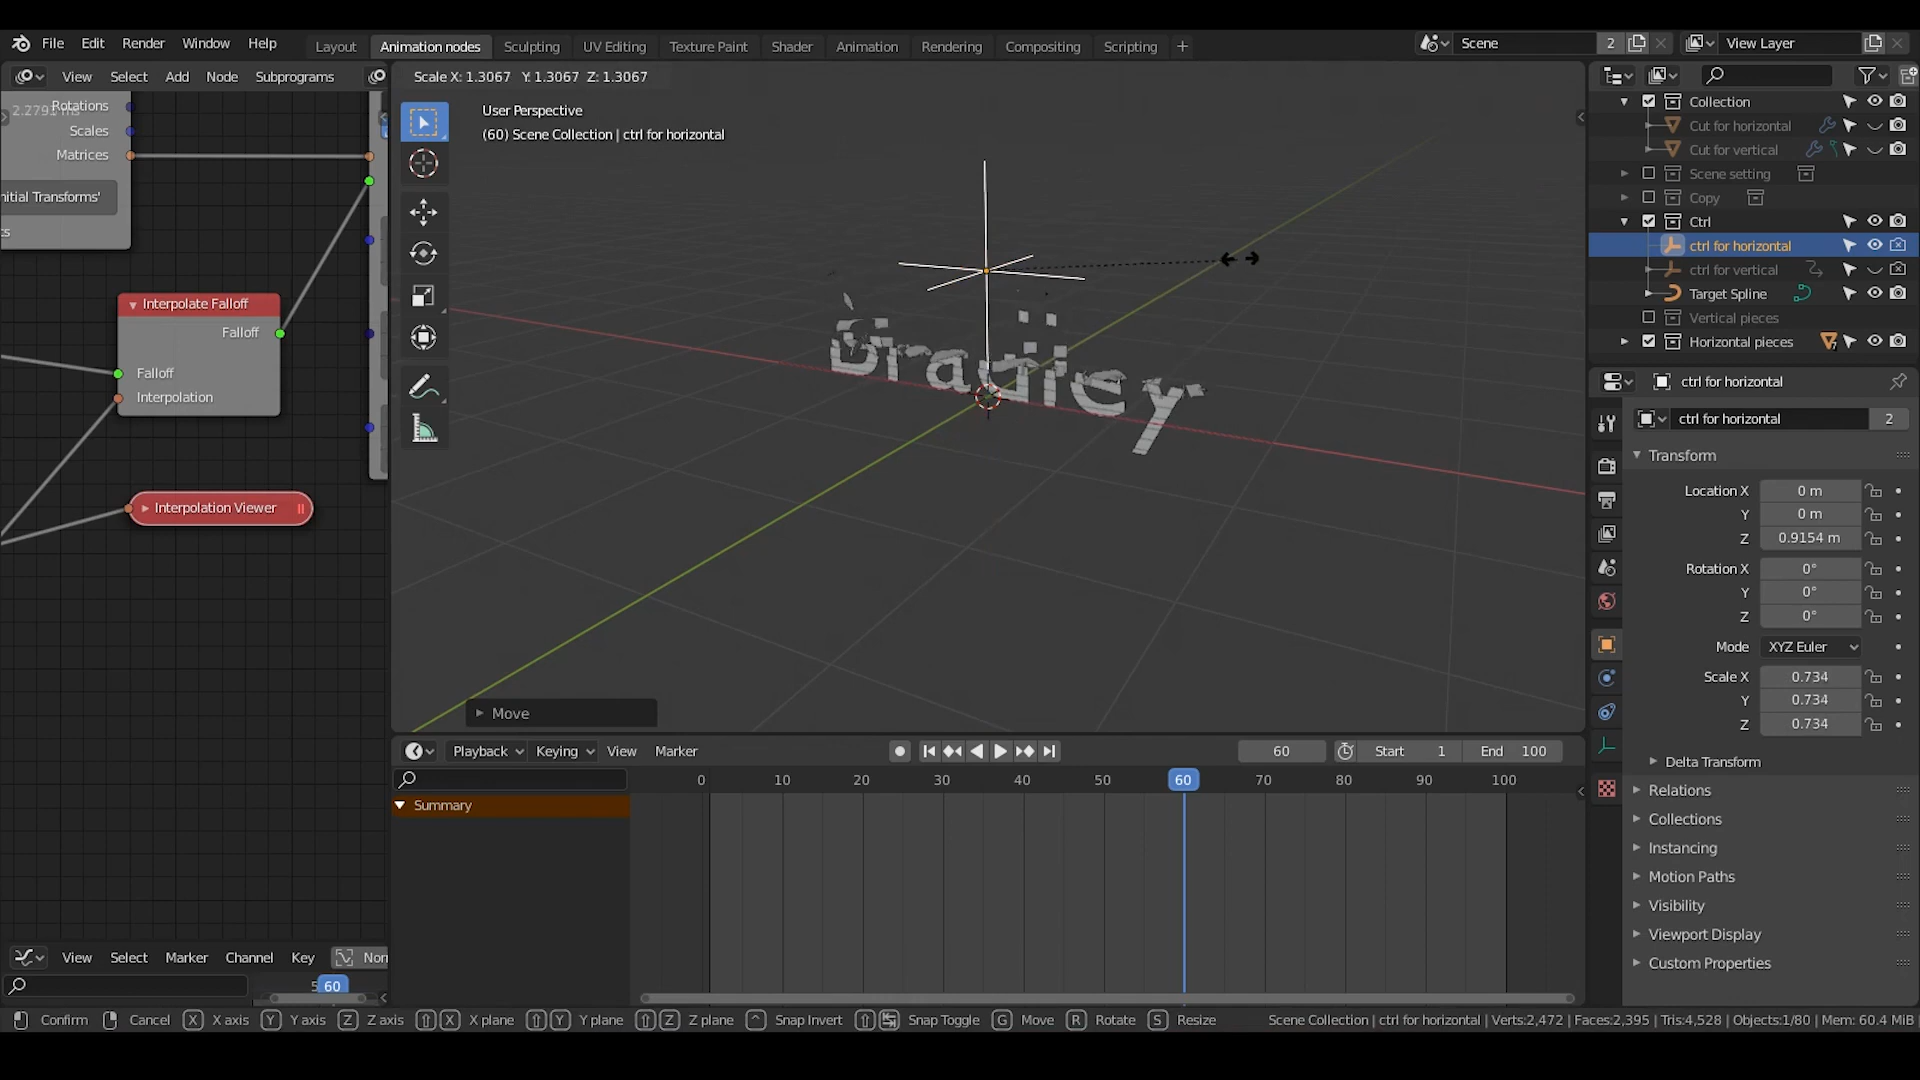 File Edit Render Window Help Layout Animation nodes Sculpting UV Editing Texture Paint Shader Animation Rendering Compositing Scripting Scene 2 View Layer
View Select Add Node Subprograms
Scale X: 1.3067 Y: 1.3067 Z: 1.3067
2.2793 ms
Rotations
Scales
Matrices
nitial Transforms'
cs
Interpolate Falloff
Falloff
Falloff
Interpolation
Interpolation Viewer
View Select Marker Channel Key Nor
60
User Perspective
(60) Scene Collection | ctrl for horizontal
Bradley
Move
Playback Keying View Marker 60 Start 1 End 100
0 10 20 30 40 50 60 70 80 90 100
Summary
Collection
Cut for horizontal
Cut for vertical
Scene setting
Copy
Ctrl
ctrl for horizontal
ctrl for vertical
Target Spline
Vertical pieces
Horizontal pieces
ctrl for horizontal
ctrl for horizontal 2
Transform
Location X 0 m
Y 0 m
Z 0.9154 m
Rotation X 0°
Y 0°
Z 0°
Mode XYZ Euler
Scale X 0.734
Y 0.734
Z 0.734
Delta Transform
Relations
Collections
Instancing
Motion Paths
Visibility
Viewport Display
Custom Properties
Confirm Cancel X X axis Y Y axis Z Z axis X X plane Y Y plane Z Z plane Snap Invert Snap Toggle G Move R Rotate S Resize Scene Collection | ctrl for horizontal | Verts:2,472 | Faces:2,395 | Tris:4,528 | Objects:1/80 | Mem: 60.4 MiB